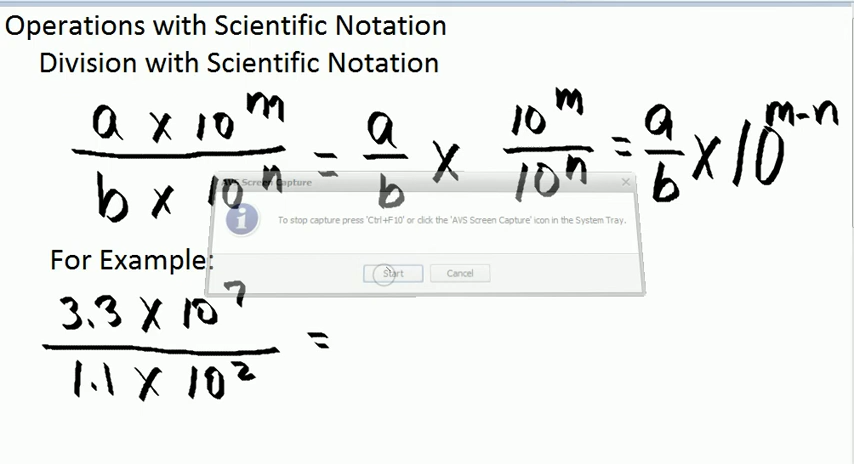 Operations with Scientific Notation
Division with Scientific Notation
a x 10^m / b x 10^n = a/b x 10^m/10^n = a/b x 10^m-n
AVS Screen Capture
To stop capture press 'Ctrl+F10' or click the 'AVS Screen Capture' icon in the System Tray.
Start Cancel
For Example:
3.3 x 10^7 / 1.1 x 10^2 =